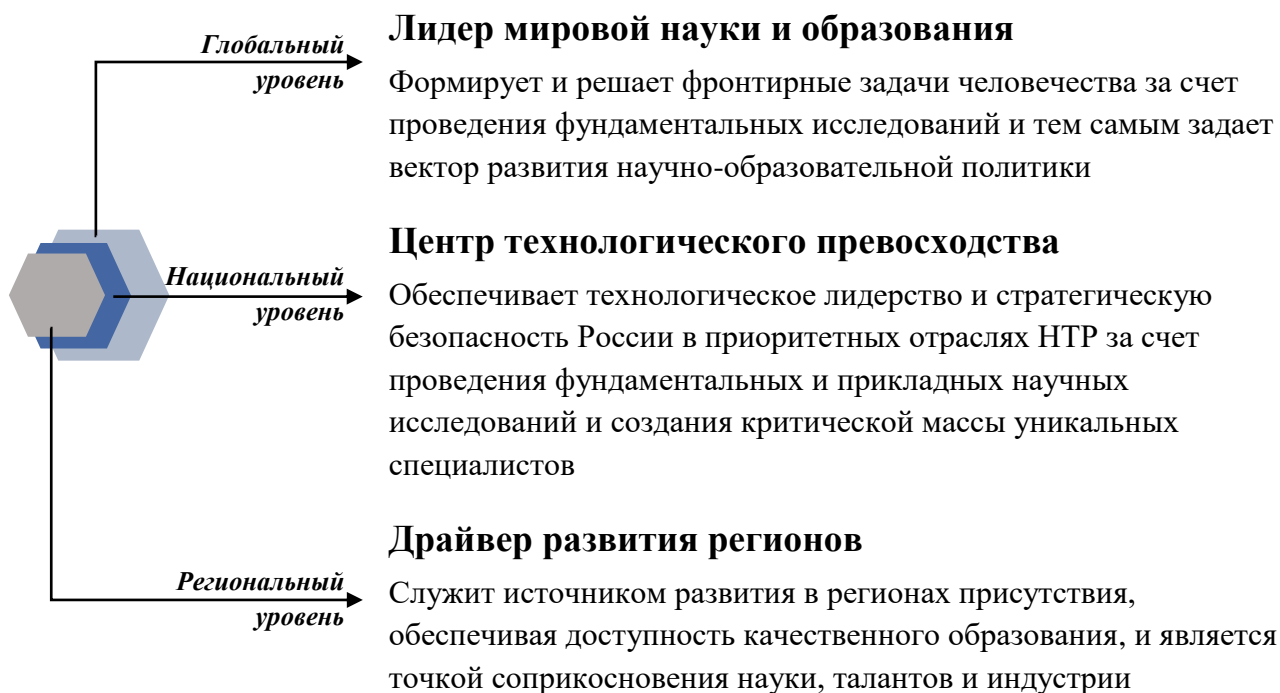 Глобальный
уровень
Лидер мировой науки и образования
Формирует и решает фронтирные задачи человечества за счет
проведения фундаментальных исследований и тем самым задает
вектор развития научно-образовательной политики
Национальный
уровень
Центр технологического превосходства
Обеспечивает технологическое лидерство и стратегическую
безопасность России в приоритетных отраслях НТР за счет
проведения фундаментальных и прикладных научных
исследований и создания критической массы уникальных
специалистов
Региональный
уровень
Драйвер развития регионов
Служит источником развития в регионах присутствия,
обеспечивая доступность качественного образования, и является
точкой соприкосновения науки, талантов и индустрии